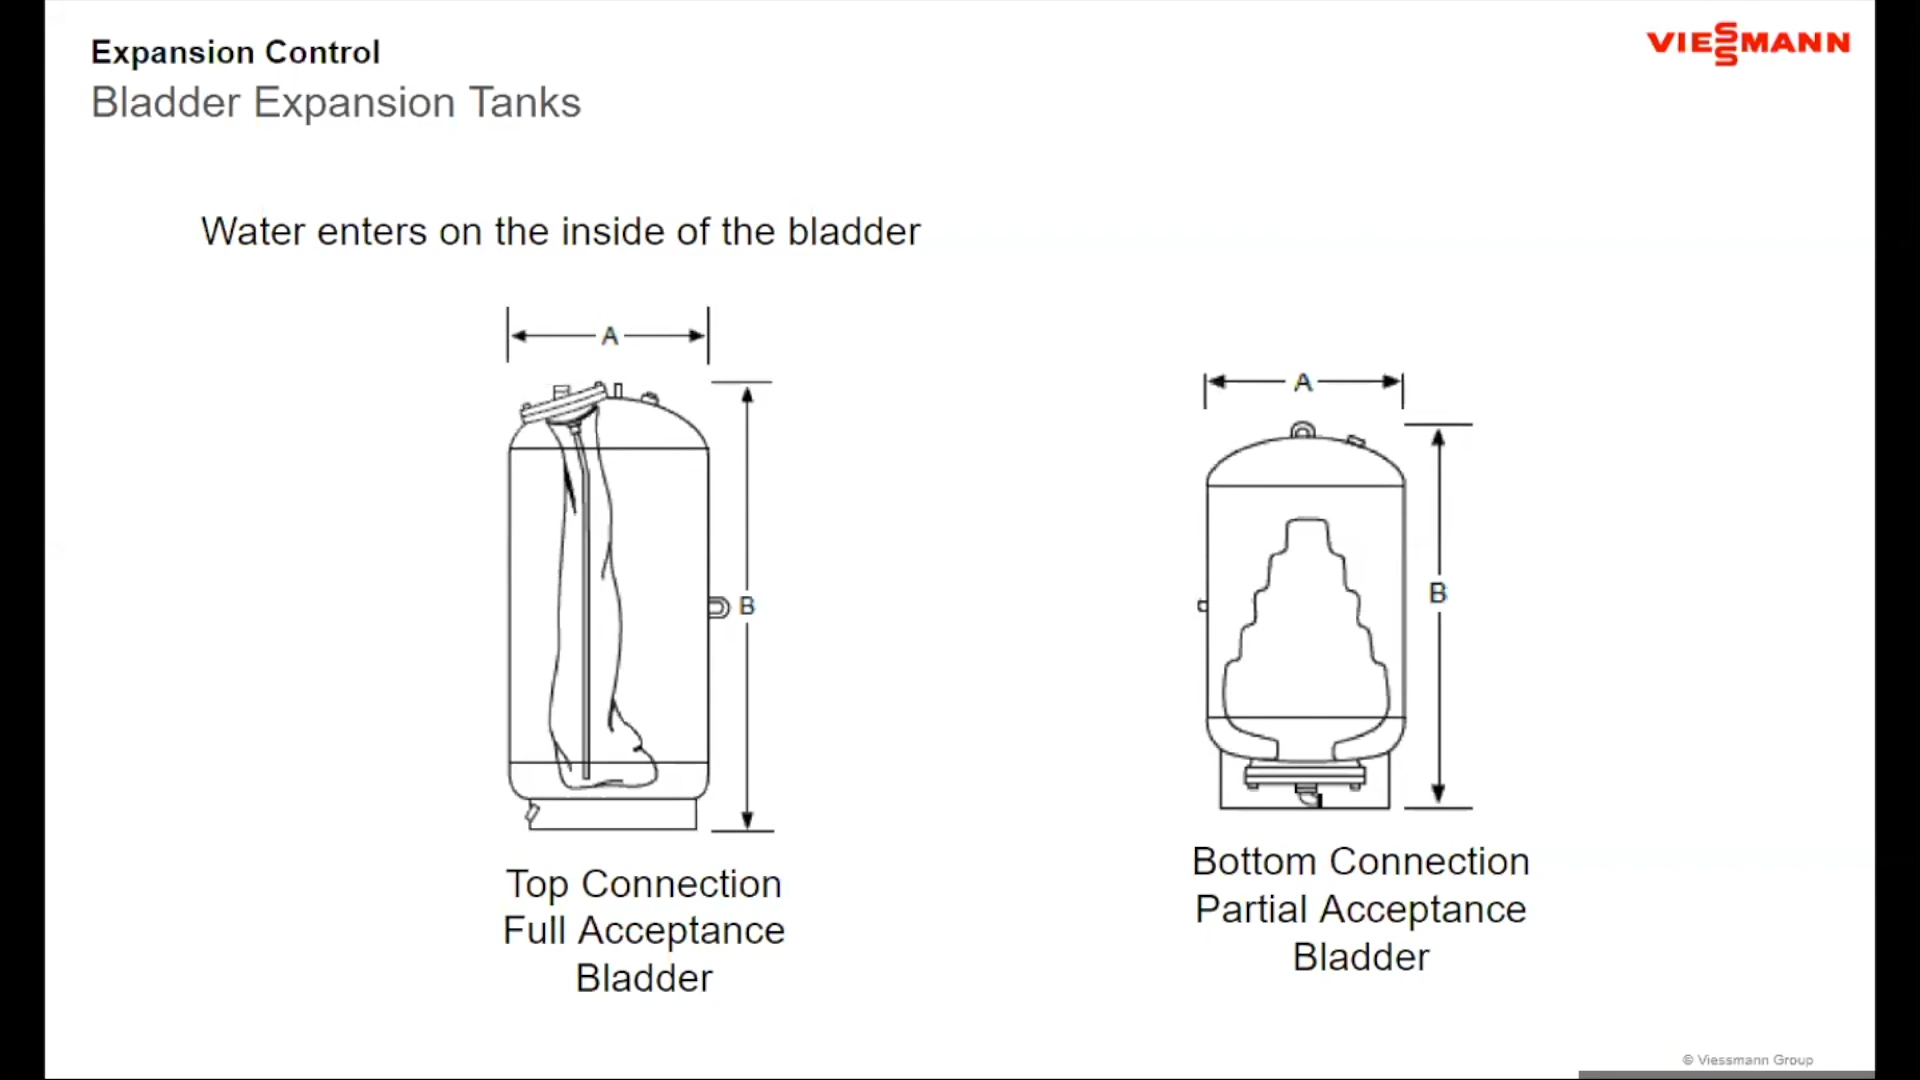 Expansion Control
VIESSMANN
Bladder Expansion Tanks
Water enters on the inside of the bladder
A
A
B
B
Top Connection
Full Acceptance
Bladder
Bottom Connection
Partial Acceptance
Bladder
© Viessmann Group